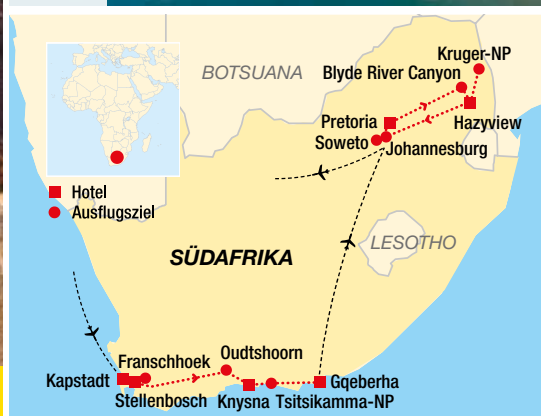 BOTSUANA
Kruger-NP
Blyde River Canyon
Pretoria
Hazyview
Soweto
Johannesburg
Hotel
Ausflugsziel
SÜDAFRIKA
LESOTHO
Franschhoek
Oudtshoorn
Kapstadt
Gqeberha
Stellenbosch
Knysna
Tsitsikamma-NP